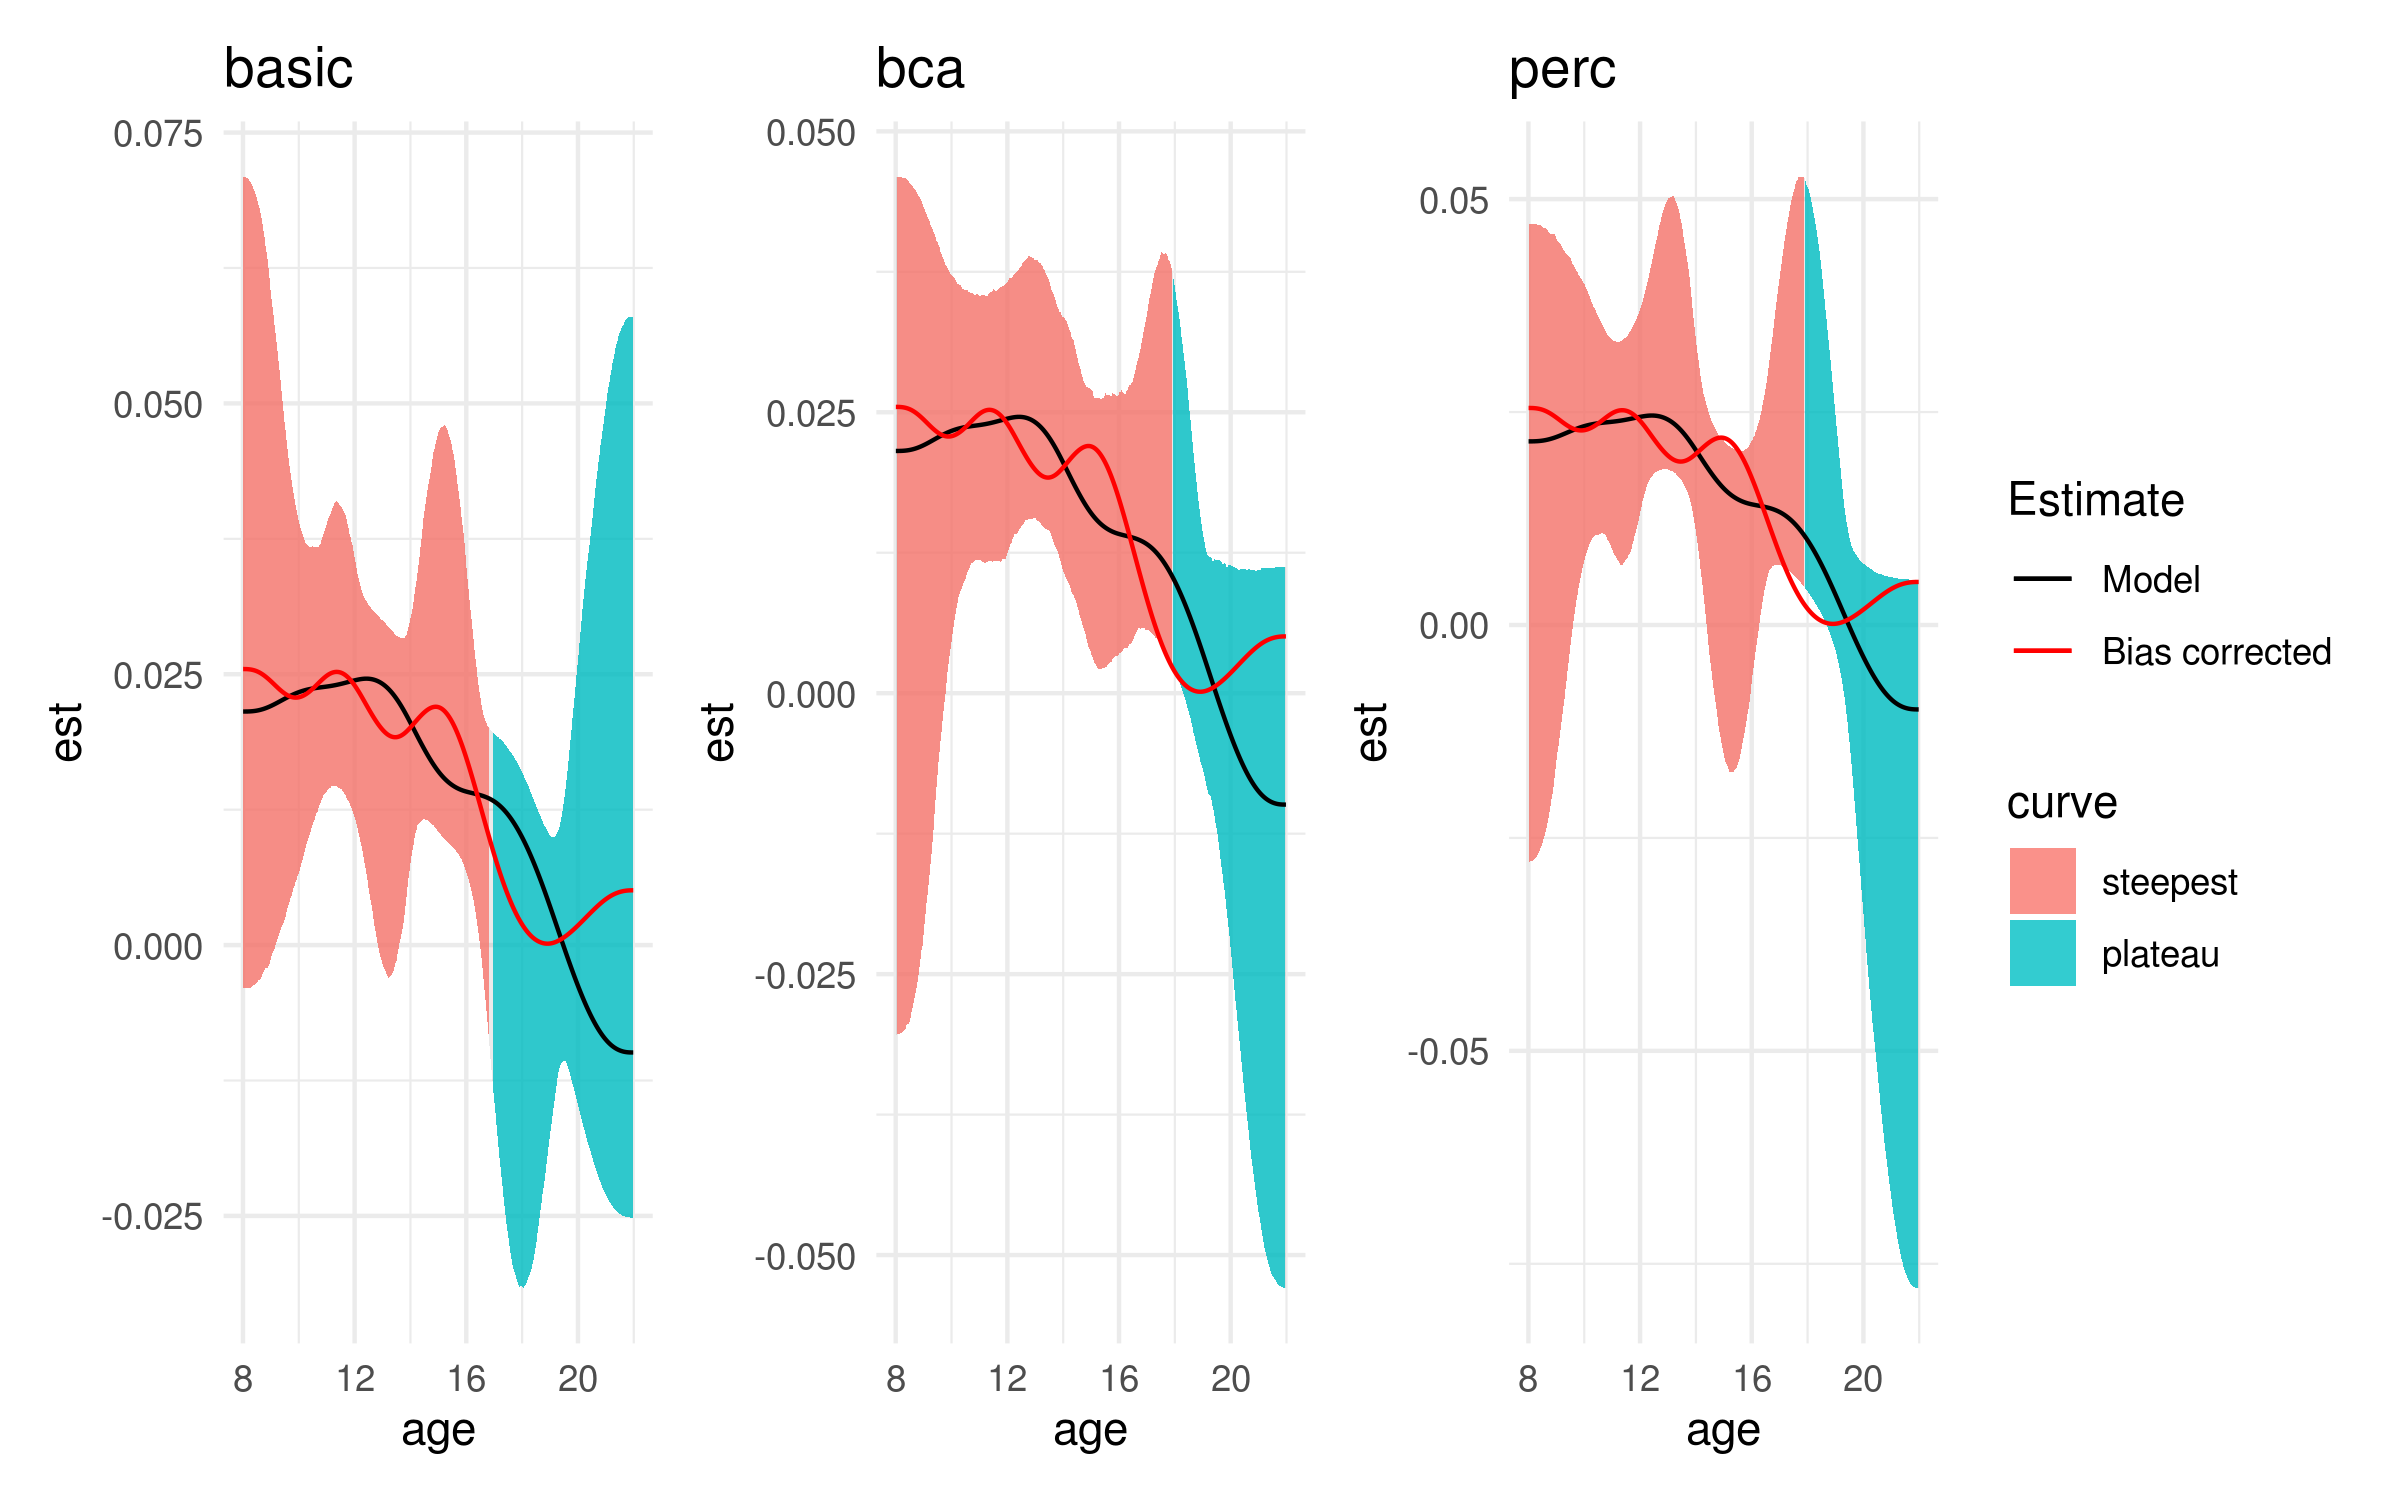 basic
0.075
0.050
0.025
0.000
-0.025
est
8 12 16 20
age
bca
0.050
0.025
0.000
-0.025
-0.050
est
8 12 16 20
age
perc
0.05
0.00
-0.05
est
8 12 16 20
age
Estimate
Model
Bias corrected
curve
steepest
plateau